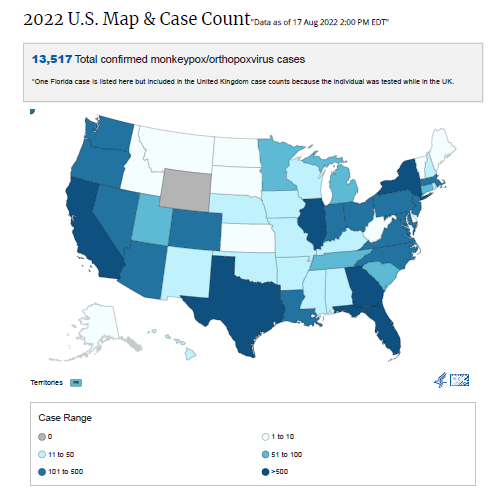 2022 U.S. Map & Case Count "Data as of 17 Aug 2022 2:00 PM EDT"
13,517 Total confirmed monkeypox/orthopoxvirus cases
*One Florida case is listed here but included in the United Kingdom case counts because the individual was tested while in the UK.
Territories PR
Case Range
0 1 to 10
11 to 50 51 to 100
101 to 500 >500